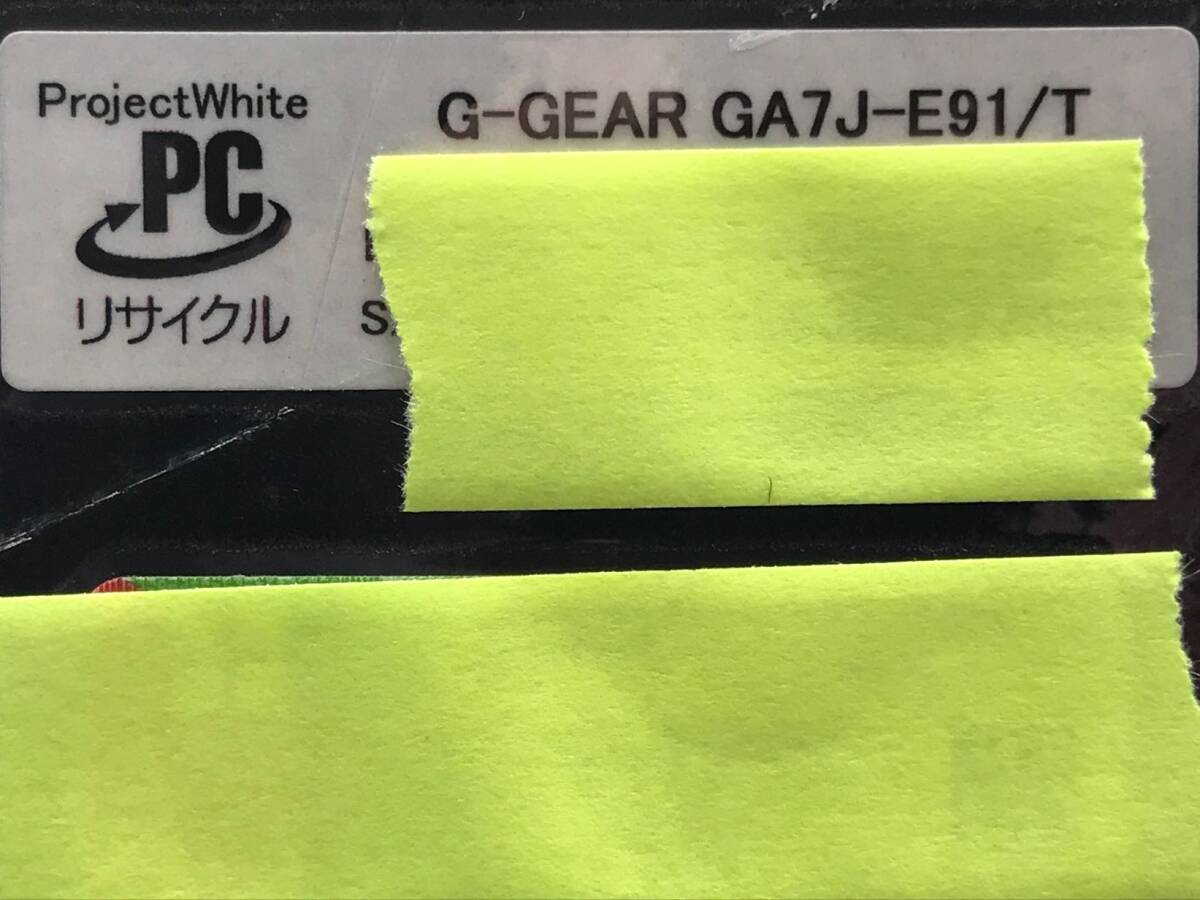 ProjectWhite
PC
リサイクル
G-GEAR GA7J-E91/T